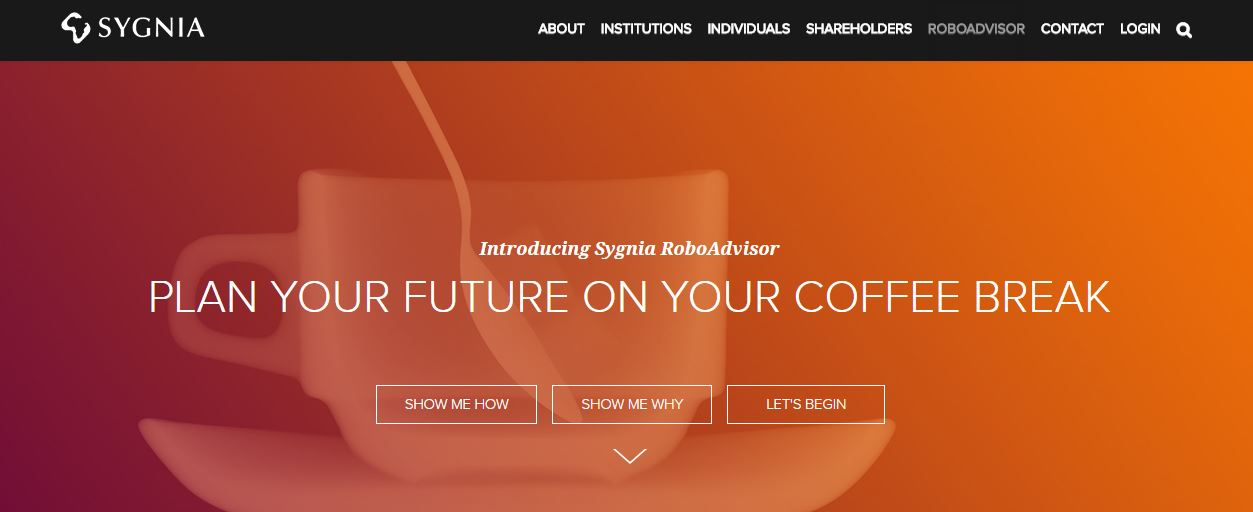 SYGNIA
ABOUT INSTITUTIONS INDIVIDUALS SHAREHOLDERS ROBOADVISOR CONTACT LOGIN
Introducing Sygnia RoboAdvisor
PLAN YOUR FUTURE ON YOUR COFFEE BREAK
SHOW ME HOW SHOW ME WHY LET'S BEGIN